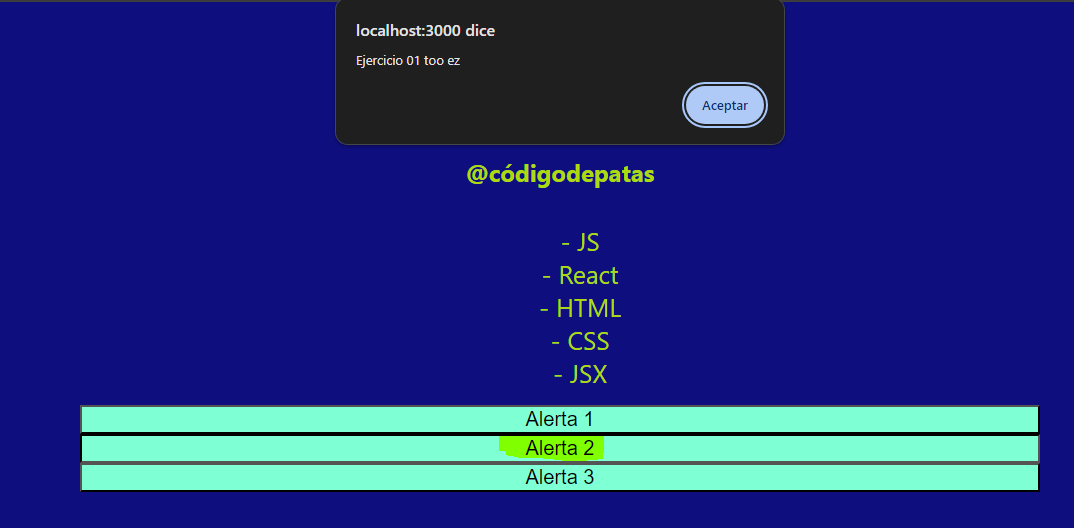 localhost:3000 dice
Ejercicio 01 too ez
Aceptar
@códigodepatas
- JS
- React
- HTML
- CSS
- JSX
Alerta 1
Alerta 2
Alerta 3